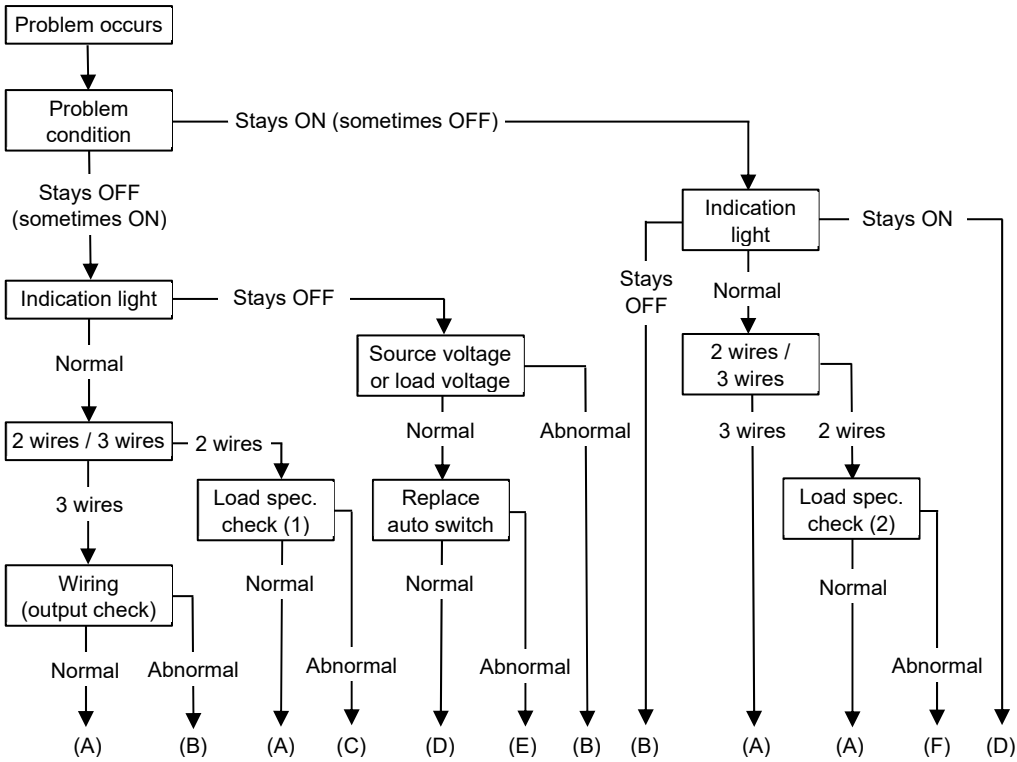 Problem occurs
Problem
condition
Stays ON (sometimes OFF)
Stays OFF
(sometimes ON)
Indication
light
Stays ON
Stays
OFF
Normal
Indication light
Stays OFF
Normal
Source voltage
or load voltage
2 wires /
3 wires
Normal
Abnormal
3 wires
2 wires
2 wires / 3 wires
2 wires
3 wires
Load spec.
check (1)
Replace
auto switch
Load spec.
check (2)
Normal
Normal
Normal
Wiring
(output check)
Normal
Abnormal
Abnormal
Abnormal
Abnormal
(A)
(B)
(A)
(C)
(D)
(E)
(B)
(B)
(A)
(A)
(F)
(D)